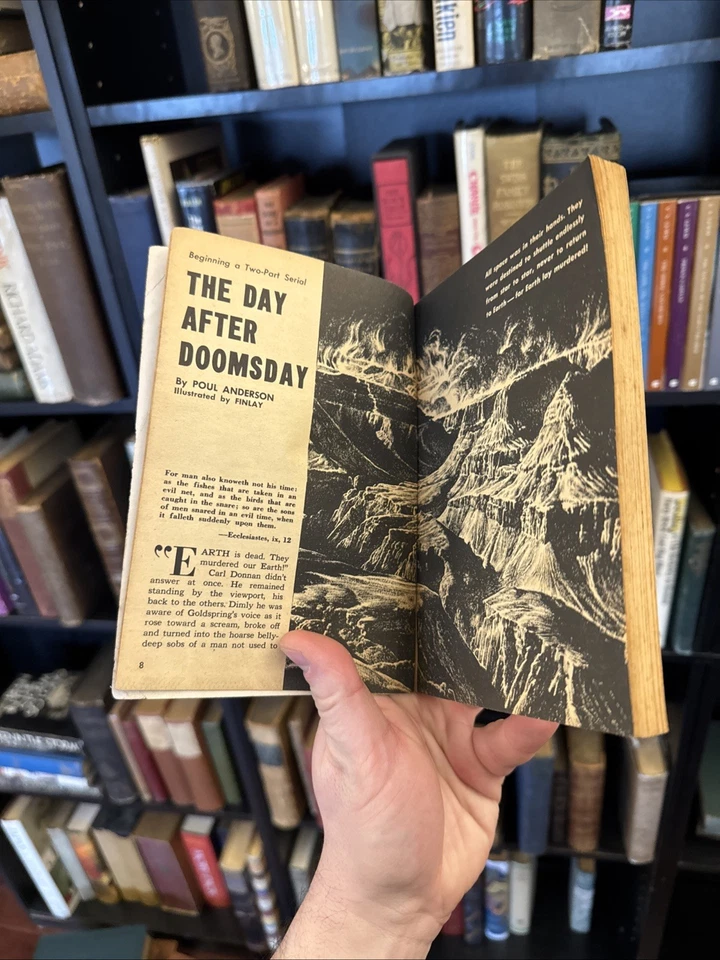 Beginning a Two-Part Serial
THE DAY
AFTER
DOOMSDAY
By POUL ANDERSON
Illustrated by FINLAY
For man also knoweth not his time:
as the fishes that are taken in an
evil net, and as the birds that are
caught in the snare; so are the sons
of men snared in an evil time, when
it falleth suddenly upon them.
—Ecclesiastes, ix, 12
“EARTH is dead. They
murdered our Earth!”
Carl Donnan didn't
answer at once. He remained
standing by the viewport, his
back to the others. Dimly he was
aware of Goldspring's voice as it
rose toward a scream, broke off
and turned into the hoarse belly-
deep sobs of a man not used to
8
All space was in their hands. They
were destined to shuttle endlessly
from star to star, never to return
to Earth—for Earth lay murdered!
RICHARD ADAMS